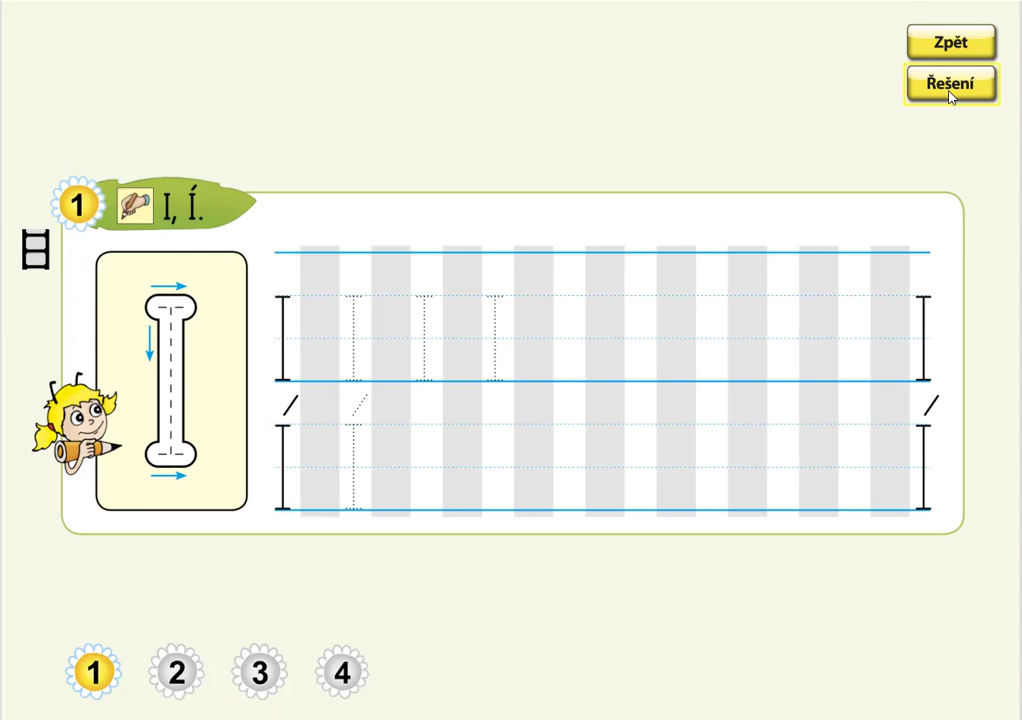 Zpět
Řešení
1 I, Í.
I I I I I
Í Í Í
1 2 3 4